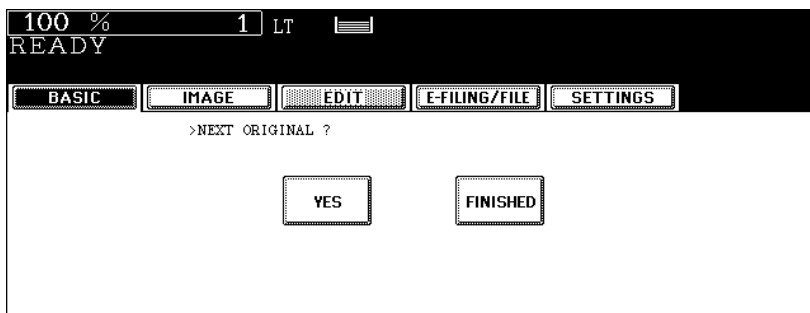 100 % 1 LT
READY
BASIC IMAGE EDIT E-FILING/FILE SETTINGS
>NEXT ORIGINAL ?
YES FINISHED